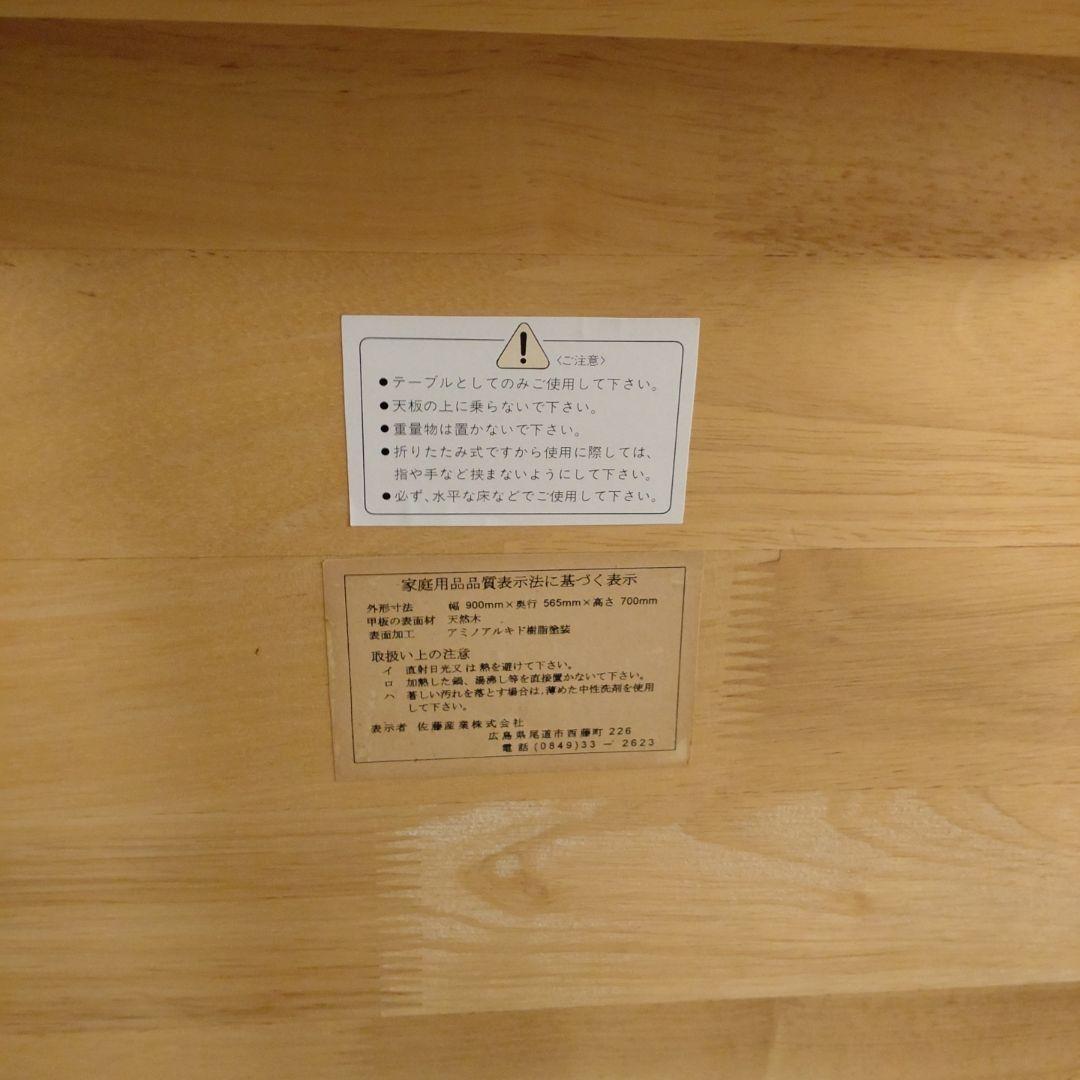 !
〈ご注意〉
●テーブルとしてのみご使用して下さい。
●天板の上に乗らないで下さい。
●重量物は置かないで下さい。
●折りたたみ式ですから使用に際しては、
指や手など挟まないようにして下さい。
●必ず、水平な床などでご使用して下さい。
家庭用品品質表示法に基づく表示
外形寸法 幅 900mm×奥行 565mm×高さ 700mm
甲板の表面材 天然木
表面加工 アミノアルキド樹脂塗装
取扱い上の注意
イ 直射日光又は熱を避けて下さい。
ロ 加熱した鍋、湯沸し等を直接置かないて下さい。
ハ 著しい汚れを落とす場合は,薄めた中性洗剤を使用
して下さい。
表示者 佐藤産業株式会社
広島県尾道市西藤町 226
電話(0849)33-2623